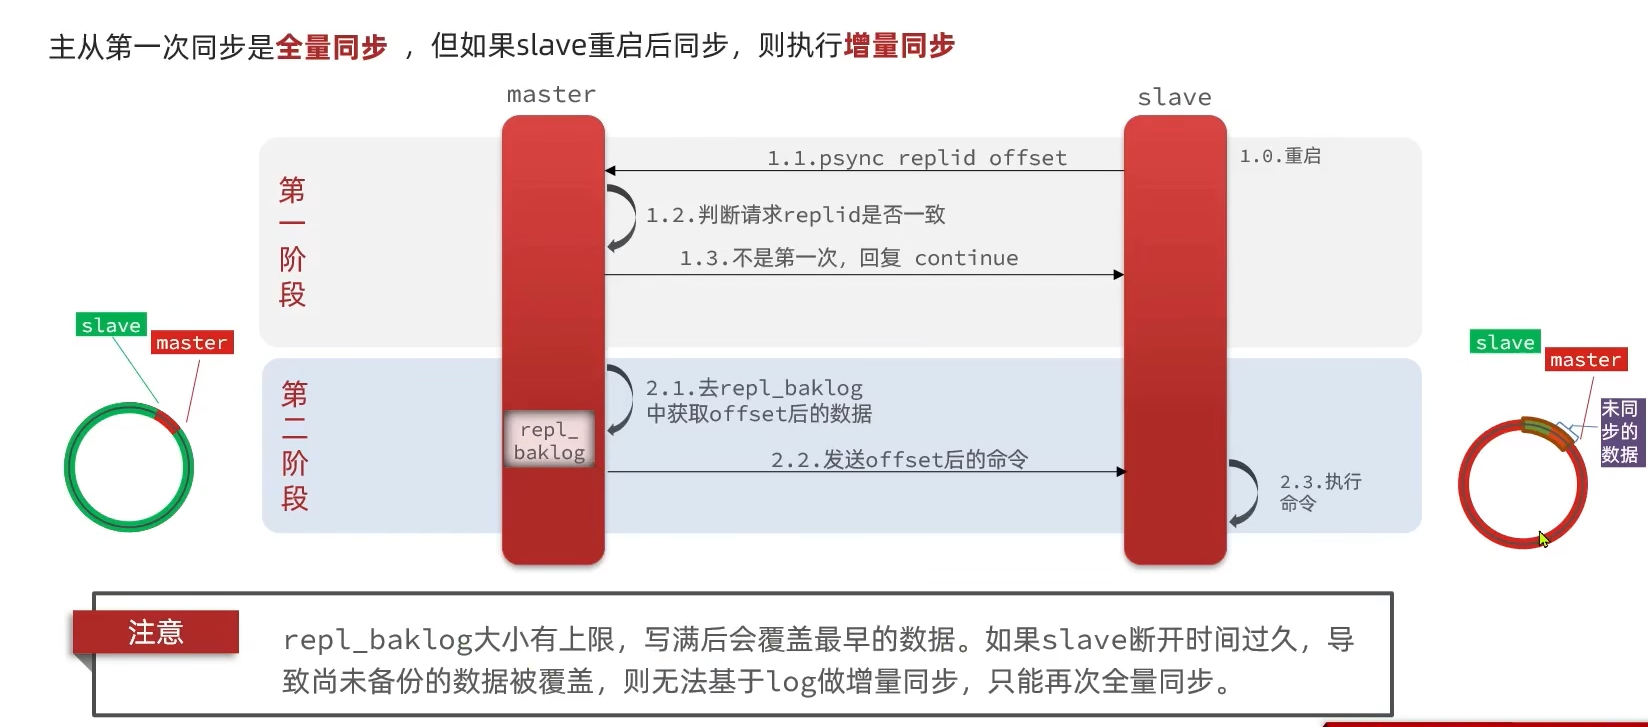 主从第一次同步是全量同步，但如果slave重启后同步，则执行增量同步
master
slave
第一阶段
1.0.重启
1.1.psync replid offset
1.2.判断请求replid是否一致
1.3.不是第一次，回复 continue
slave
master
第二阶段
2.1.去repl_baklog
中获取offset后的数据
repl_
baklog
2.2.发送offset后的命令
2.3.执行
命令
slave
master
未同
步的
数据
注意
repl_baklog大小有上限，写满后会覆盖最早的数据。如果slave断开时间过久，导
致尚未备份的数据被覆盖，则无法基于log做增量同步，只能再次全量同步。